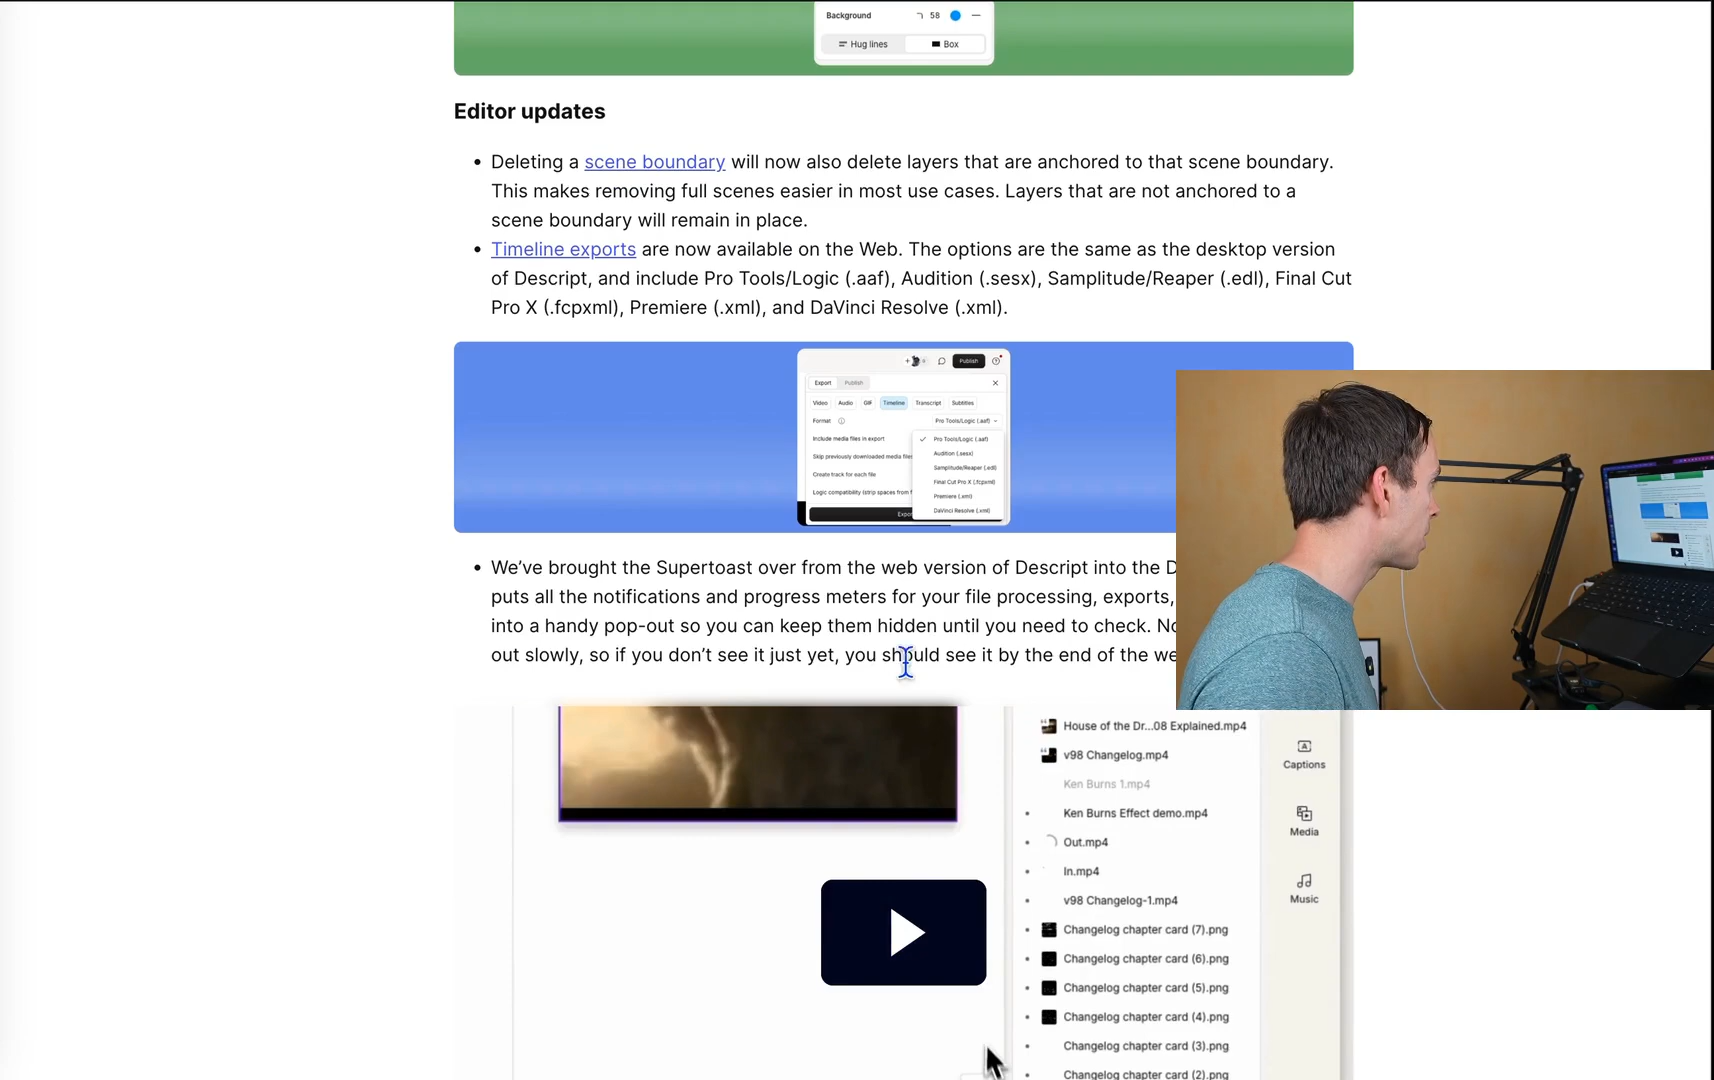 Background 58
Hug lines Box
Editor updates
Deleting a scene boundary will now also delete layers that are anchored to that scene boundary.
This makes removing full scenes easier in most use cases. Layers that are not anchored to a
scene boundary will remain in place.
Timeline exports are now available on the Web. The options are the same as the desktop version
of Descript, and include Pro Tools/Logic (.aaf), Audition (.sesx), Samplitude/Reaper (.edl), Final Cut
Pro X (.fcpxml), Premiere (.xml), and DaVinci Resolve (.xml).
Publish
Export Publish
Video Audio GIF Timeline Transcript Subtitles
Format Pro Tools/Logic (.aaf)
Include media files in export
Skip previously downloaded media files
Create track for each file
Logic compatibility (strip spaces from
Pro Tools/Logic (.aaf)
Audition (.sesx)
Samplitude/Reaper (.edl)
Final Cut Pro X (.fcpxml)
Premiere (.xml)
DaVinci Resolve (.xml)
Expor
We’ve brought the Supertoast over from the web version of Descript into the D
puts all the notifications and progress meters for your file processing, exports,
into a handy pop-out so you can keep them hidden until you need to check. No
out slowly, so if you don’t see it just yet, you should see it by the end of the we
House of the Dr...08 Explained.mp4
v98 Changelog.mp4
Ken Burns 1.mp4
Ken Burns Effect demo.mp4
Out.mp4
In.mp4
v98 Changelog-1.mp4
Changelog chapter card (7).png
Changelog chapter card (6).png
Changelog chapter card (5).png
Changelog chapter card (4).png
Changelog chapter card (3).png
Changelog chapter card (2).png
Captions
Media
Music